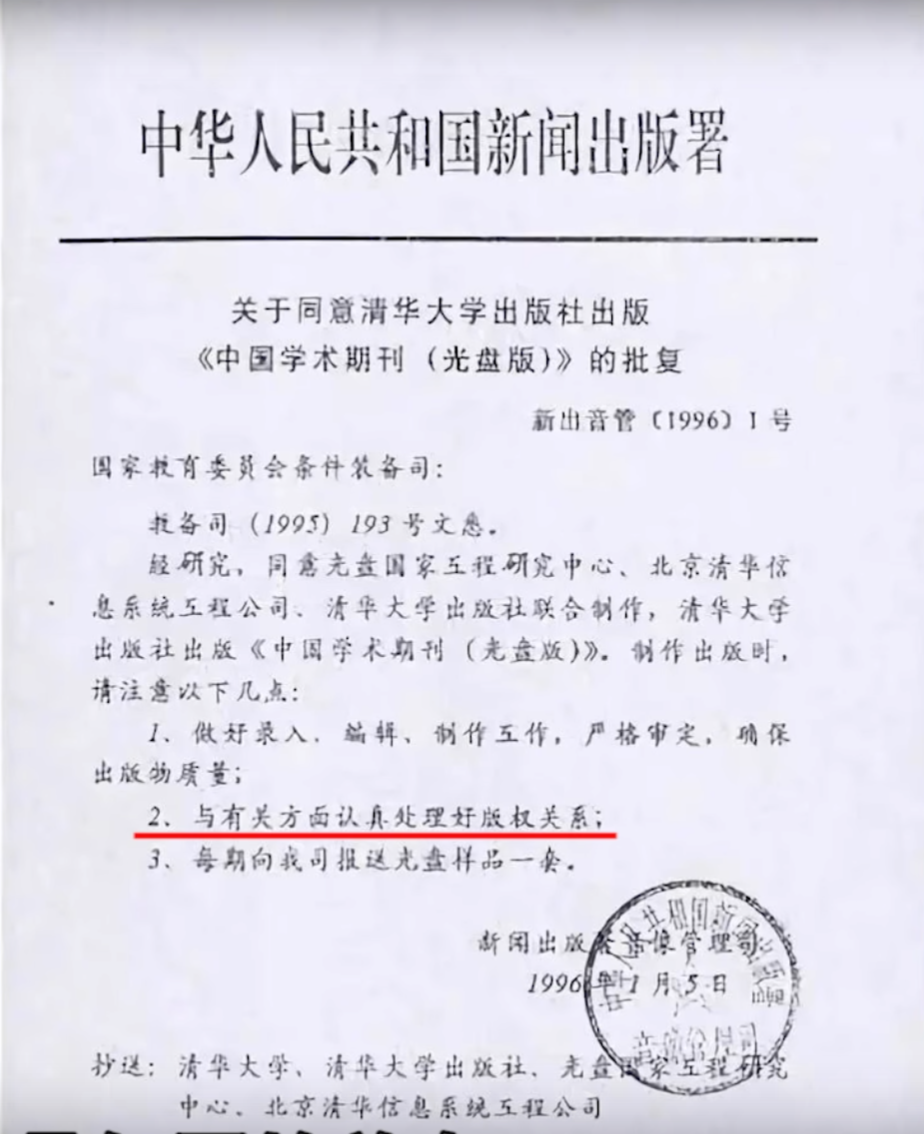 中华人民共和国新闻出版署
关于同意清华大学出版社出版
《中国学术期刊(光盘版)》的批复
新出音管〔1996〕1号
国家教育委员会条件装备司:
教备司(1995)193号文悉。
经研究,同意光盘国家工程研究中心、北京清华信
息系统工程公司、清华大学出版社联合制作,清华大学
出版社出版《中国学术期刊(光盘版)》。制作出版时,
请注意以下几点:
1、做好录入、编辑、制作工作,严格审定,确保
出版物质量;
2、与有关方面认真处理好版权关系;
3、每期向我司报送光盘样品一套。
新闻出版署音像管理司
1996年1月5日
抄送:清华大学、清华大学出版社、光盘国家工程研究
中心、北京清华信息系统工程公司